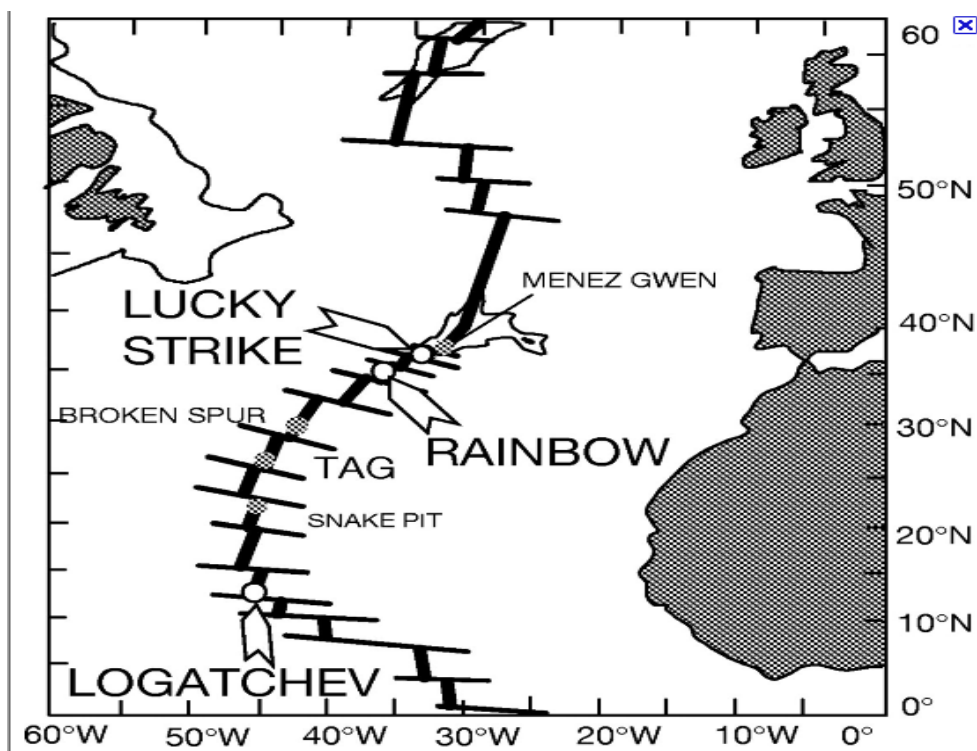 60
50°N
MENEZ GWEN
LUCKY
STRIKE
40°N
BROKEN SPUR
RAINBOW
30°N
TAG
SNAKE PIT
20°N
10°N
LOGATCHEV
0°
60°W 50°W 40°W 30°W 20°W 10°W 0°